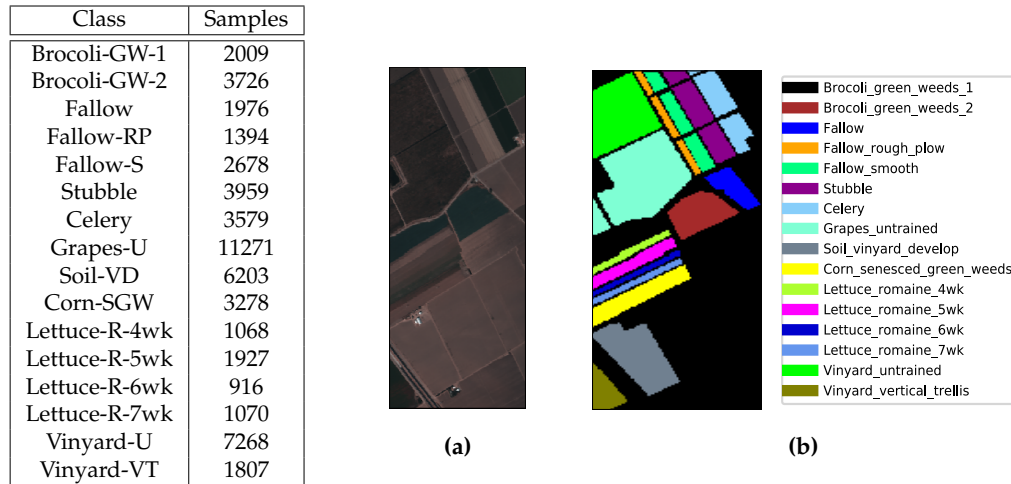 Class Samples
Brocoli-GW-1 2009
Brocoli-GW-2 3726
Fallow 1976
Fallow-RP 1394
Fallow-S 2678
Stubble 3959
Celery 3579
Grapes-U 11271
Soil-VD 6203
Corn-SGW 3278
Lettuce-R-4wk 1068
Lettuce-R-5wk 1927
Lettuce-R-6wk 916
Lettuce-R-7wk 1070
Vinyard-U 7268
Vinyard-VT 1807
(a)
Brocoli_green_weeds_1
Brocoli_green_weeds_2
Fallow
Fallow_rough_plow
Fallow_smooth
Stubble
Celery
Grapes_untrained
Soil_vinyard_develop
Corn_senesced_green_weeds
Lettuce_romaine_4wk
Lettuce_romaine_5wk
Lettuce_romaine_6wk
Lettuce_romaine_7wk
Vinyard_untrained
Vinyard_vertical_trellis
(b)